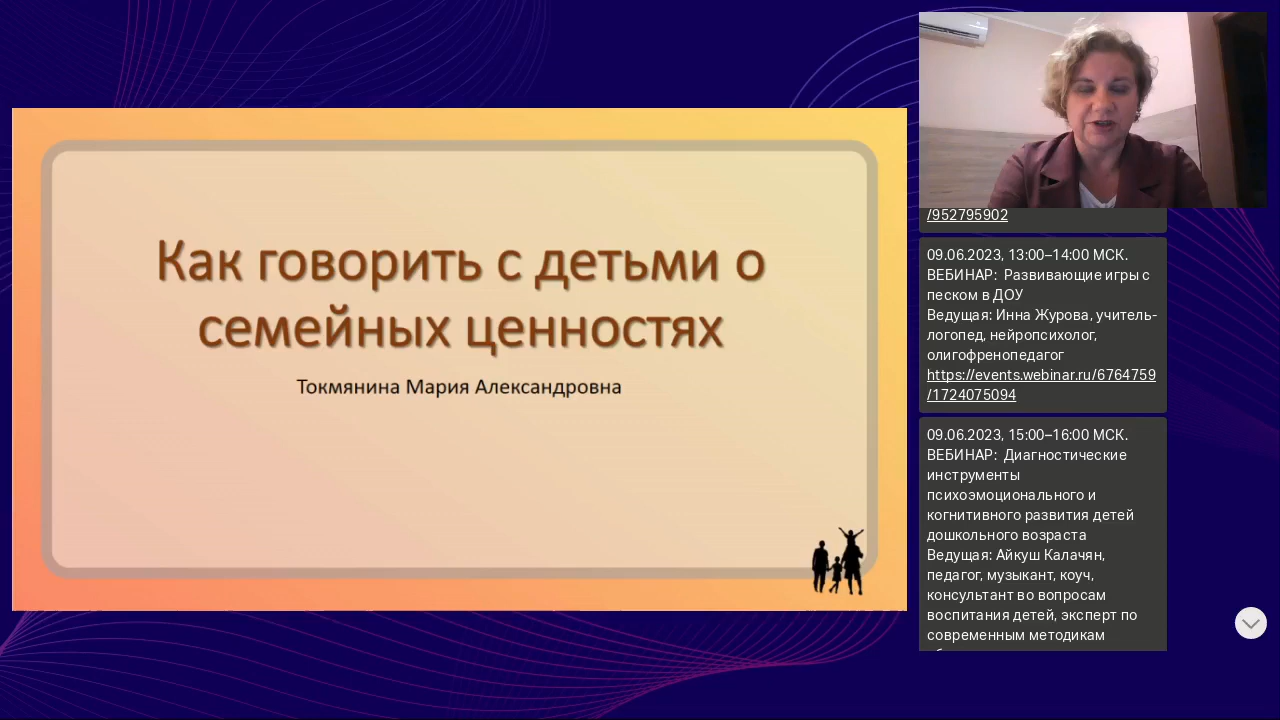 Как говорить с детьми о
семейных ценностях
Токмянина Мария Александровна
/952795902
09.06.2023, 13:00–14:00 МСК.
ВЕБИНАР:  Развивающие игры с
песком в ДОУ
Ведущая: Инна Журова, учитель-
логопед, нейропсихолог,
олигофренопедагог
https://events.webinar.ru/6764759
/1724075094
09.06.2023, 15:00–16:00 МСК.
ВЕБИНАР:  Диагностические
инструменты
психоэмоционального и
когнитивного развития детей
дошкольного возраста
Ведущая: Айкуш Калачян,
педагог, музыкант, коуч,
консультант во вопросам
воспитания детей, эксперт по
современным методикам